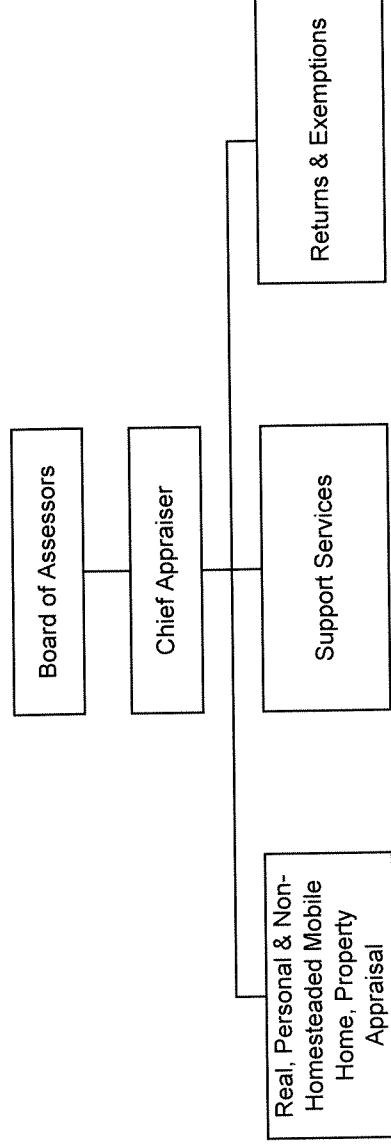 Board of Assessors
Chief Appraiser
Real, Personal & Non-
Homesteaded Mobile
Home, Property
Appraisal
Support Services
Returns & Exemptions